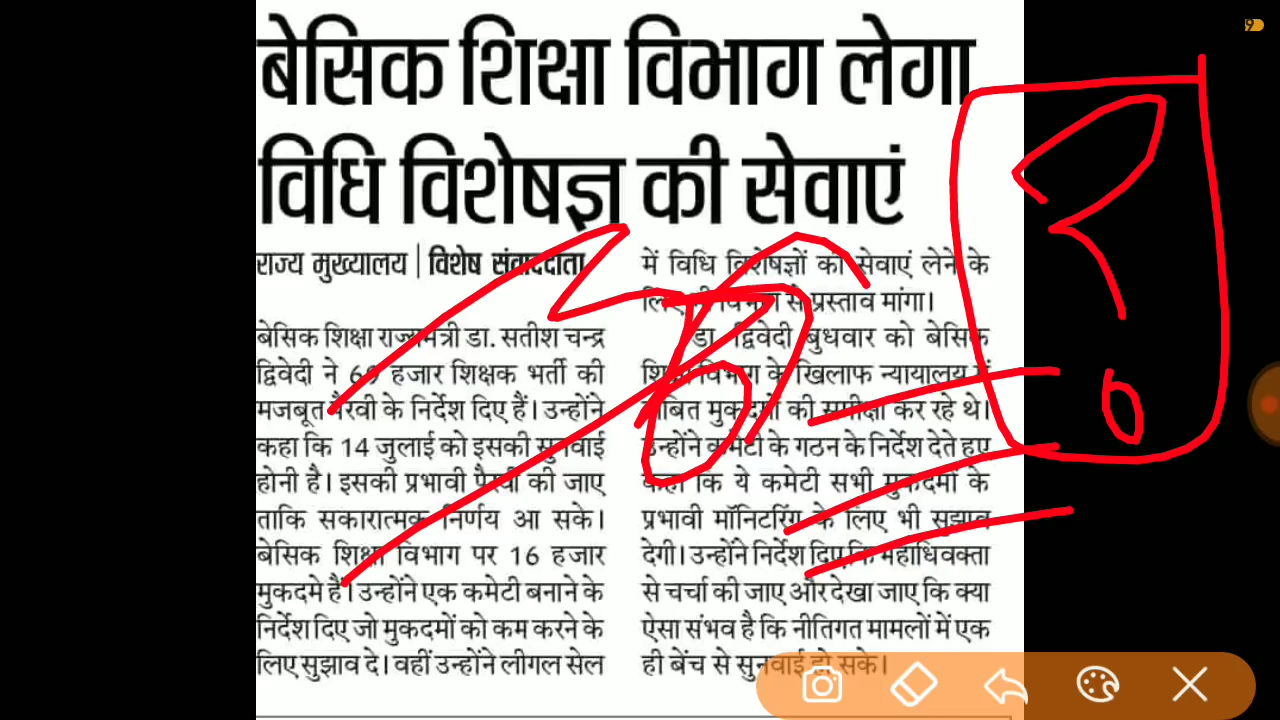 बेसिक शिक्षा विभाग लेगा
विधि विशेषज्ञ की सेवाएं
राज्य मुख्यालय | विशेष संवाददाता
बेसिक शिक्षा राज्यमंत्री डा. सतीश चन्द्र
द्विवेदी ने 69 हजार शिक्षक भर्ती की
मजबूत पैरवी के निर्देश दिए हैं। उन्होंने
कहा कि 14 जुलाई को इसकी सुनवाई
होनी है। इसकी प्रभावी पैरवी की जाए
ताकि सकारात्मक निर्णय आ सके।
बेसिक शिक्षा विभाग पर 16 हजार
मुकदमे है। उन्होंने एक कमेटी बनाने के
निर्देश दिए जो मुकदमों को कम करने के
लिए सुझाव दे। वहीं उन्होंने लीगल सेल
में विधि विशेषज्ञों की सेवाएं लेने के
लिए भी विभाग से प्रस्ताव मांगा।
डा. द्विवेदी बुधवार को बेसिक
शिक्षा विभाग के खिलाफ न्यायालय में
लंबित मुकदमों की समीक्षा कर रहे थे।
उन्होंने कमेटी के गठन के निर्देश देते हुए
कहा कि ये कमेटी सभी मुकदमों के
प्रभावी मॉनिटरिंग के लिए भी सुझाव
देगी। उन्होंने निर्देश दिए कि महाधिवक्ता
से चर्चा की जाए और देखा जाए कि क्या
ऐसा संभव है कि नीतिगत मामलों में एक
ही बेंच से सुनवाई हो सके।